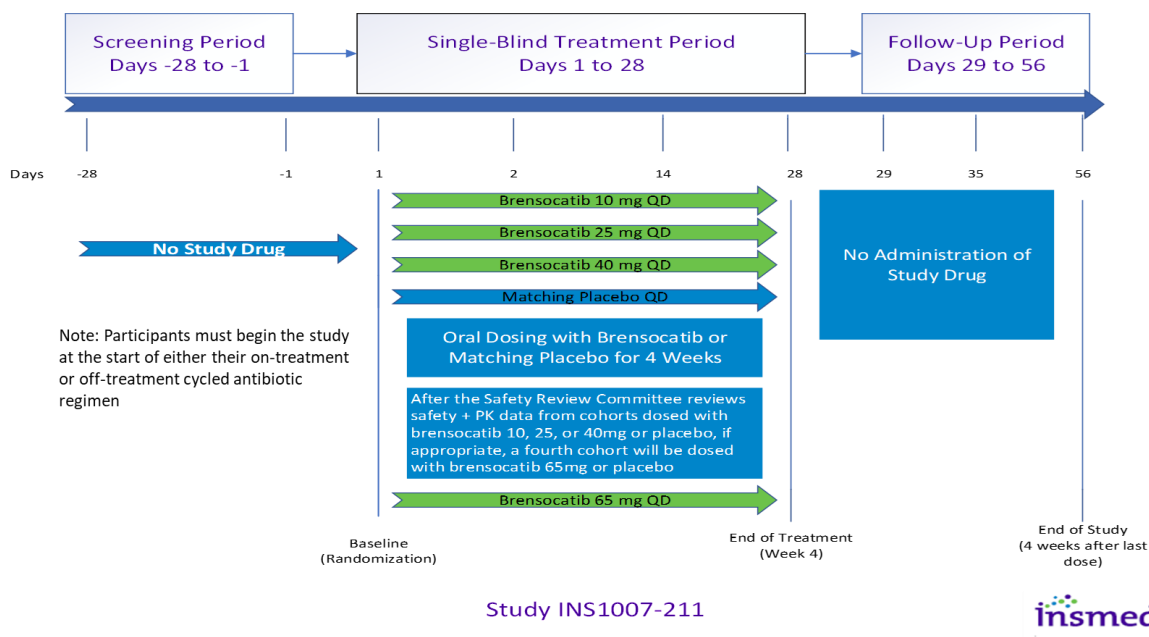 Screening Period
Days -28 to -1
Single-Blind Treatment Period
Days 1 to 28
Follow-Up Period
Days 29 to 56
Days
-28
-1
1
2
14
28
29
35
56
No Study Drug
Brensocatib 10 mg QD
Brensocatib 25 mg QD
Brensocatib 40 mg QD
Matching Placebo QD
No Administration of
Study Drug
Note: Participants must begin the study
at the start of either their on-treatment
or off-treatment cycled antibiotic
regimen
Oral Dosing with Brensocatib or
Matching Placebo for 4 Weeks
After the Safety Review Committee reviews
safety + PK data from cohorts dosed with
brensocatib 10, 25, or 40mg or placebo, if
appropriate, a fourth cohort will be dosed
with brensocatib 65mg or placebo
Brensocatib 65 mg QD
Baseline
(Randomization)
End of Treatment
(Week 4)
End of Study
(4 weeks after last
dose)
Study INS1007-211
insmed